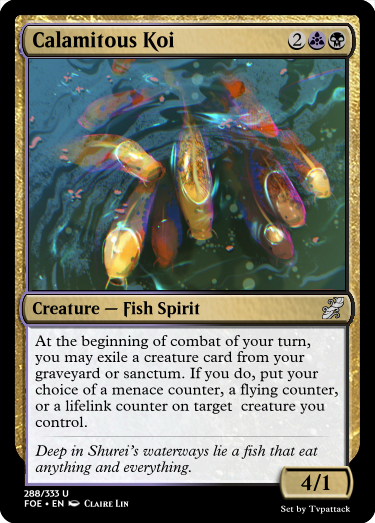 Calamitous Koi
2
Creature — Fish Spirit
At the beginning of combat of your turn,
you may exile a creature card from your
graveyard or sanctum. If you do, put your
choice of a menace counter, a flying counter,
or a lifelink counter on target  creature you
control.
Deep in Shurei's waterways lie a fish that eat
anything and everything.
4/1
288/333 U
FOE • EN Claire Lin
Set by Tvpattack